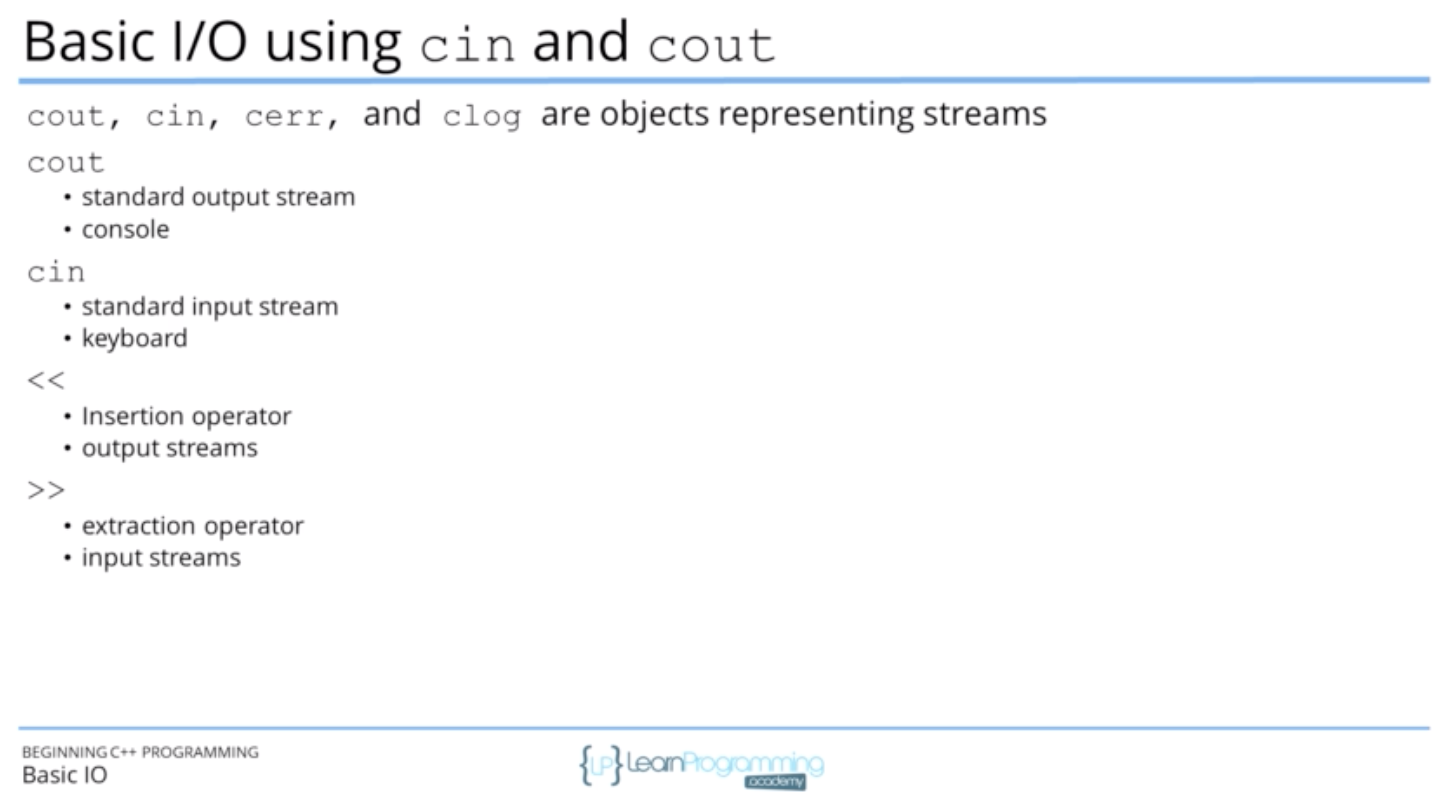 Basic I/O using cin and cout
cout, cin, cerr, and clog are objects representing streams
cout
• standard output stream
• console
cin
• standard input stream
• keyboard
<<
• Insertion operator
• output streams
>>
• extraction operator
• input streams
BEGINNING C++ PROGRAMMING
Basic IO
{LP} LearnProgramming
academy